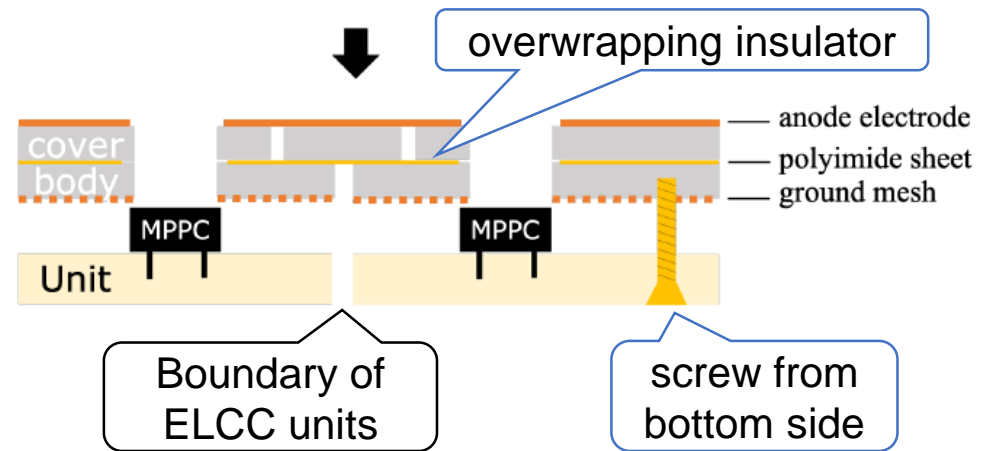 overwrapping insulator
anode electrode
cover
polyimide sheet
body
ground mesh
MPPC
MPPC
Unit
Boundary of
ELCC units
screw from
bottom side